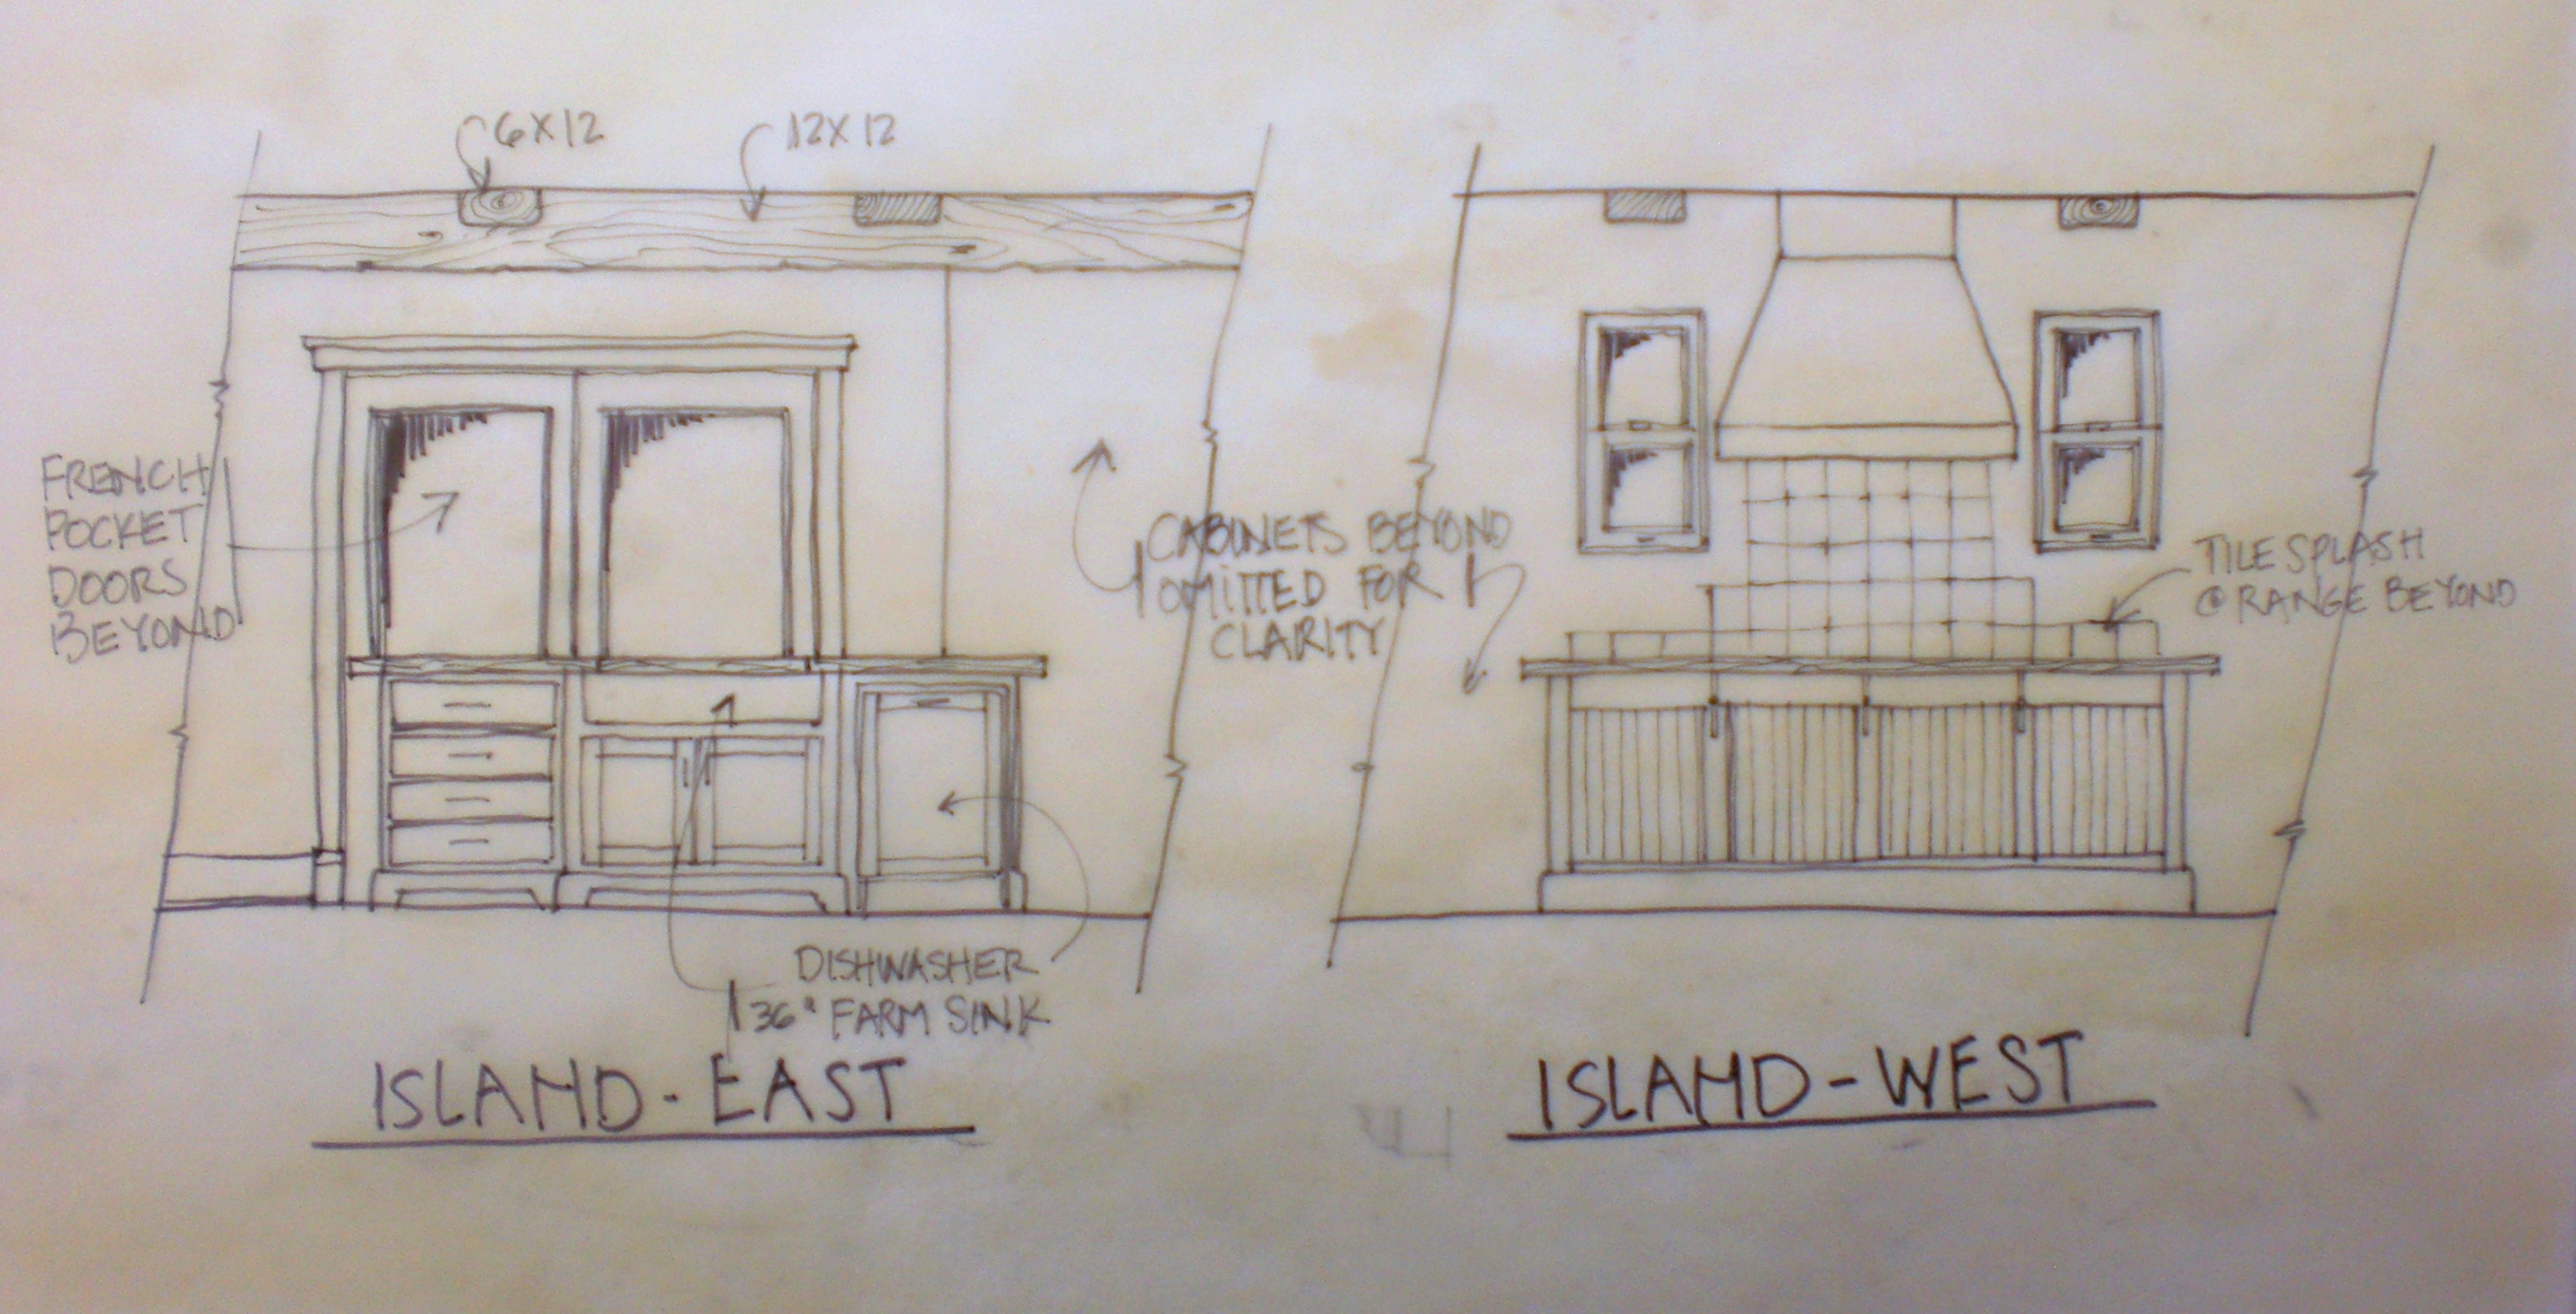 6X12
12X12
FRENCH
POCKET
DOORS
BEYOND
CABINETS BEYOND
OMITTED FOR
CLARITY
TILE SPLASH
@ RANGE BEYOND
DISHWASHER
36" FARM SINK
ISLAND - EAST
ISLAND - WEST